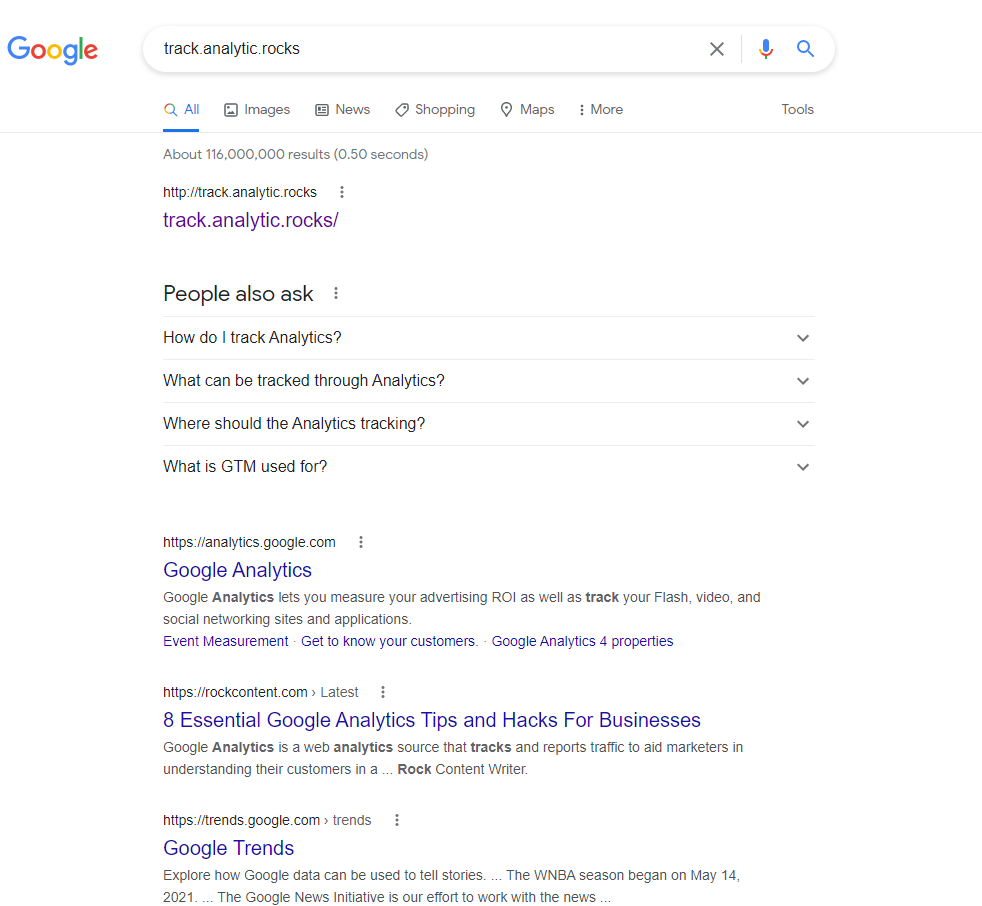 Google
track.analytic.rocks
All Images News Shopping Maps More Tools
About 116,000,000 results (0.50 seconds)
http://track.analytic.rocks
track.analytic.rocks/
People also ask
How do I track Analytics?
What can be tracked through Analytics?
Where should the Analytics tracking?
What is GTM used for?
https://analytics.google.com
Google Analytics
Google Analytics lets you measure your advertising ROI as well as track your Flash, video, and
social networking sites and applications.
Event Measurement · Get to know your customers. · Google Analytics 4 properties
https://rockcontent.com › Latest
8 Essential Google Analytics Tips and Hacks For Businesses
Google Analytics is a web analytics source that tracks and reports traffic to aid marketers in
understanding their customers in a ... Rock Content Writer.
https://trends.google.com › trends
Google Trends
Explore how Google data can be used to tell stories. ... The WNBA season began on May 14,
2021. ... The Google News Initiative is our effort to work with the news ...